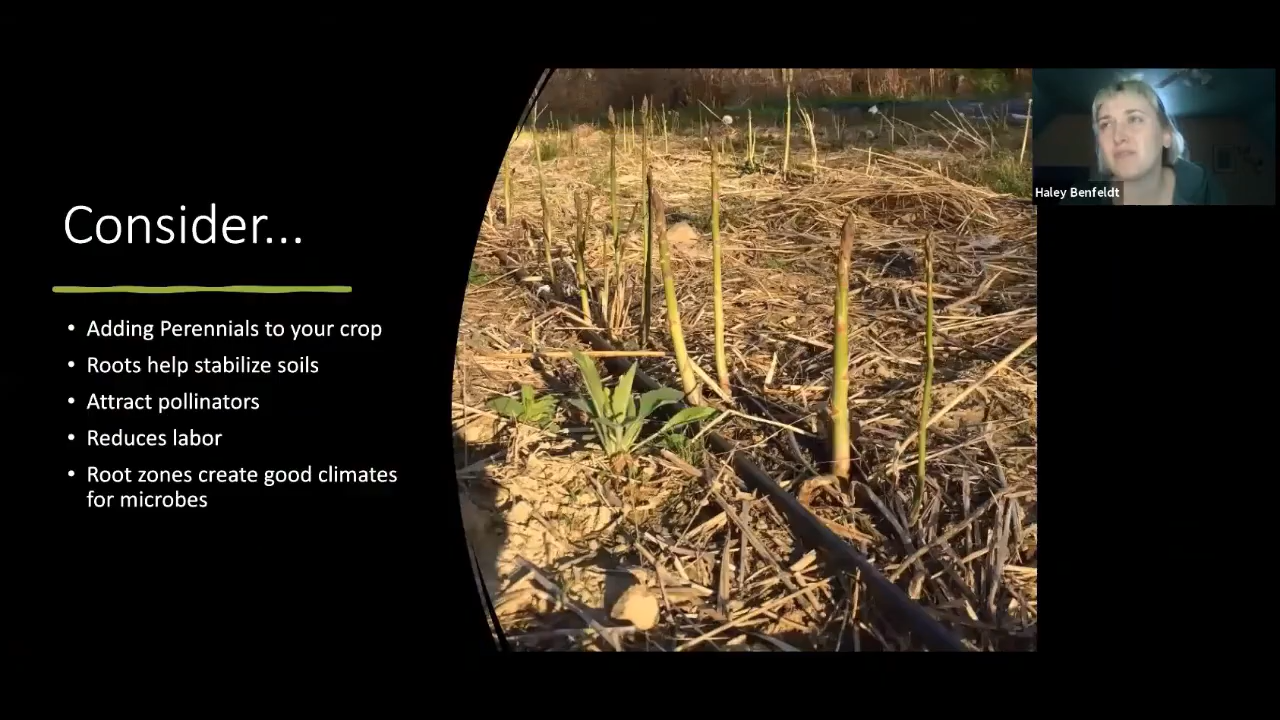 Consider...
• Adding Perennials to your crop
• Roots help stabilize soils
• Attract pollinators
• Reduces labor
• Root zones create good climates
for microbes
Haley Benfeldt